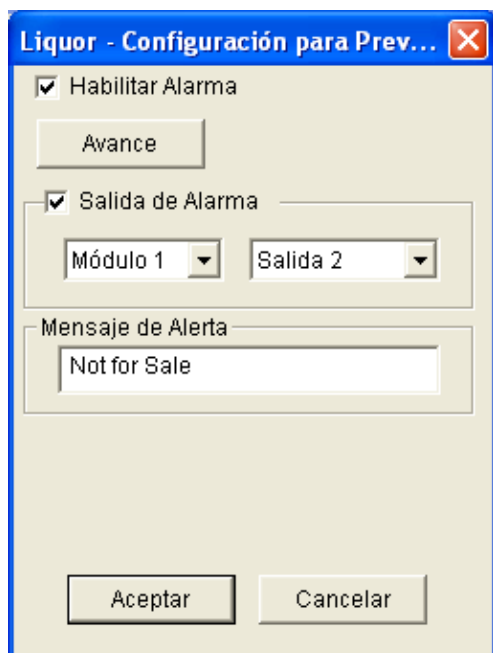 Liquor - Configuración para Prev...
Habilitar Alarma
Avance
Salida de Alarma
Módulo 1
Salida 2
Mensaje de Alerta
Not for Sale
Aceptar
Cancelar